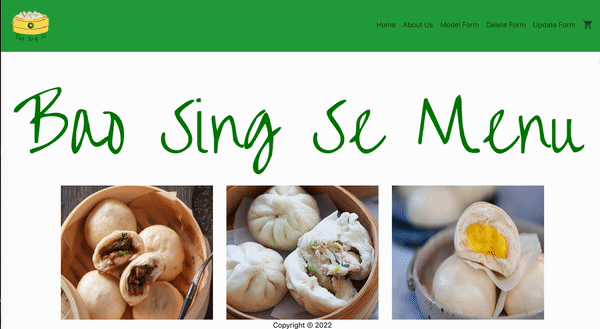 Bao Sing Se
Home About Us Model Form Delete Form Update Form
Bao Sing Se Menu
Copyright © 2022